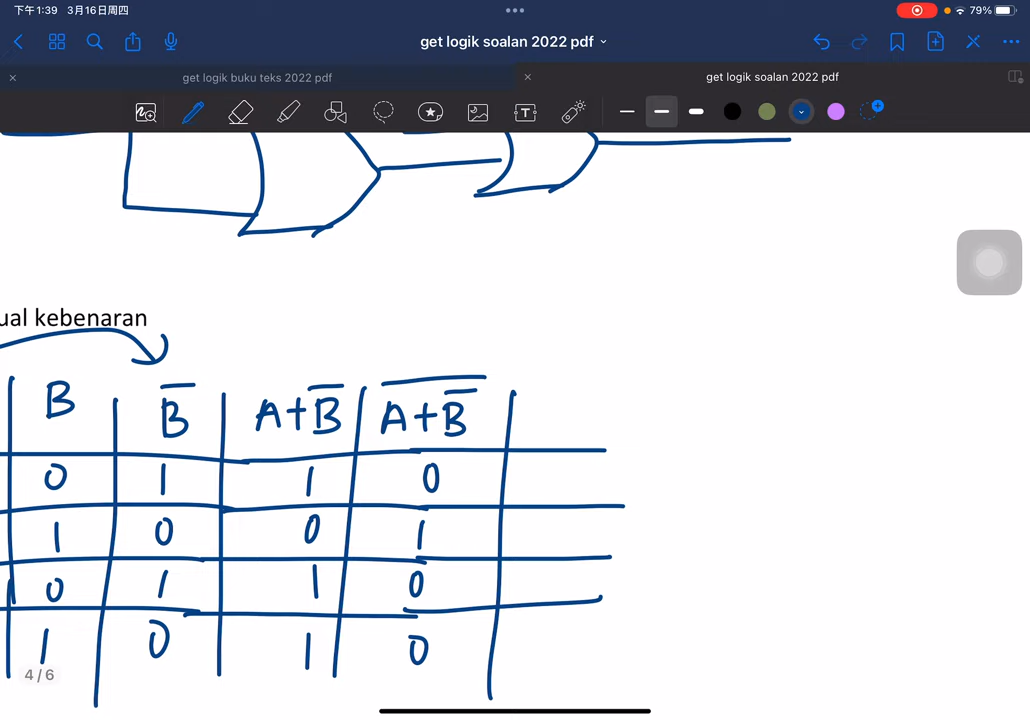 下午1:39 3月16日周四
79%
get logik soalan 2022 pdf
get logik buku teks 2022 pdf
get logik soalan 2022 pdf
T
ual kebenaran
B B̅ A+B̅ \overline{A+B̅}
0 1 1 0
1 0 0 1
0 1 1 0
1 0 1 0
4 / 6